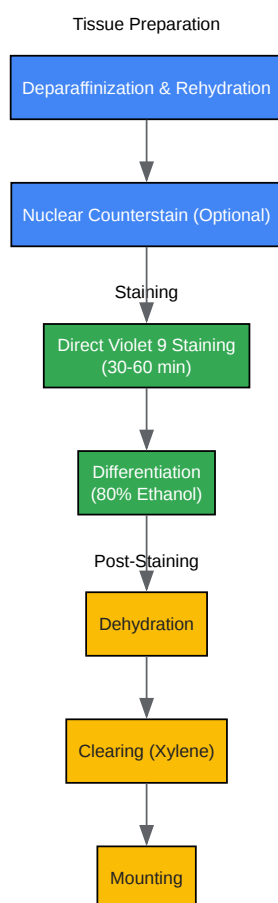 Tissue Preparation
Deparaffinization & Rehydration
Nuclear Counterstain (Optional)
Staining
Direct Violet 9 Staining
(30-60 min)
Differentiation
(80% Ethanol)
Post-Staining
Dehydration
Clearing (Xylene)
Mounting